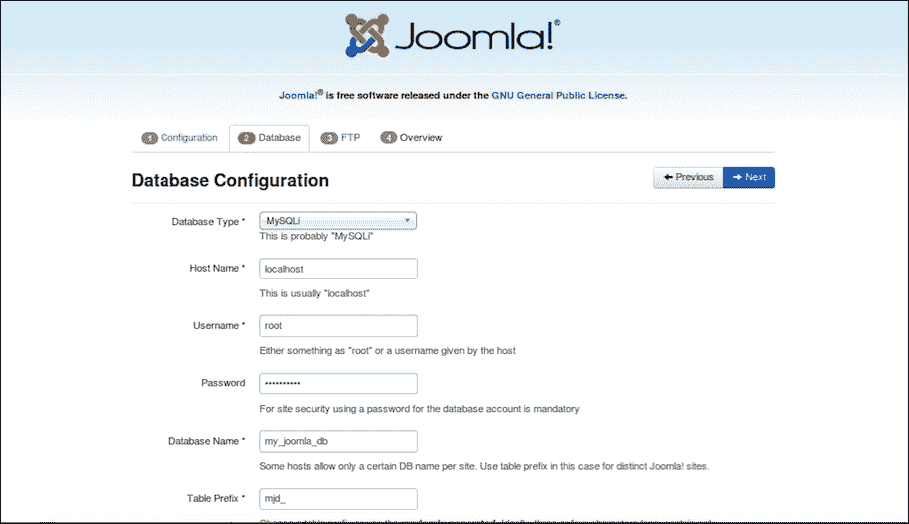 Joomla!®
Joomla!® is free software released under the GNU General Public License.
1 Configuration 2 Database 3 FTP 4 Overview
Database Configuration
Previous Next
Database Type * MySQLi
This is probably "MySQLi"
Host Name * localhost
This is usually "localhost"
Username * root
Either something as "root" or a username given by the host
Password ••••••••••
For site security using a password for the database account is mandatory
Database Name * my_joomla_db
Some hosts allow only a certain DB name per site. Use table prefix in this case for distinct Joomla! sites.
Table Prefix * mjd_